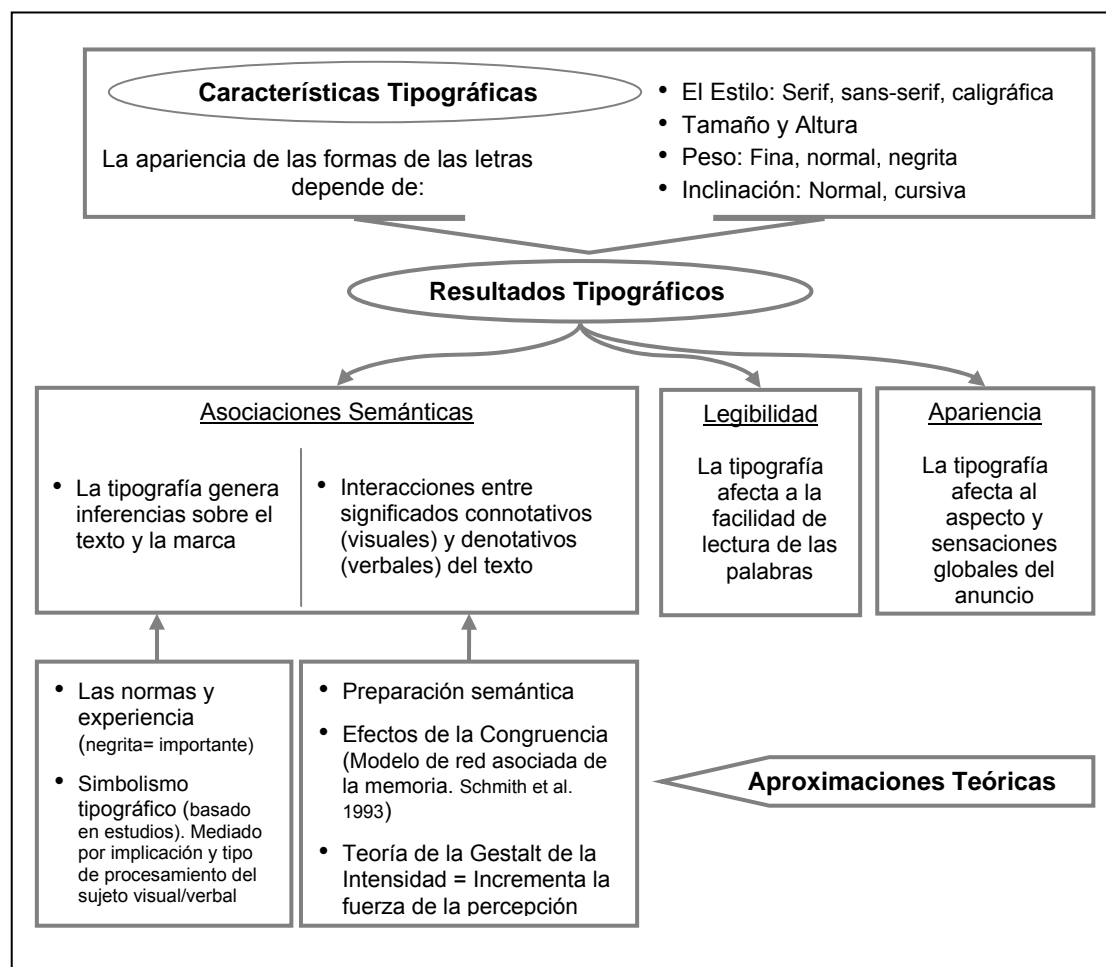 Características Tipográficas
La apariencia de las formas de las letras
depende de:
• El Estilo: Serif, sans-serif, caligráfica
• Tamaño y Altura
• Peso: Fina, normal, negrita
• Inclinación: Normal, cursiva
Resultados Tipográficos
Asociaciones Semánticas
• La tipografía genera
inferencias sobre el
texto y la marca
• Interacciones entre
significados connotativos
(visuales) y denotativos
(verbales) del texto
Legibilidad
La tipografía
afecta a la
facilidad de
lectura de las
palabras
Apariencia
La tipografía
afecta al
aspecto y
sensaciones
globales del
anuncio
• Las normas y
experiencia
(negrita= importante)
• Simbolismo
tipográfico (basado
en estudios). Mediado
por implicación y tipo
de procesamiento del
sujeto visual/verbal
• Preparación semántica
• Efectos de la Congruencia
(Modelo de red asociada de
la memoria. Schmith et al.
1993)
• Teoría de la Gestalt de la
Intensidad = Incrementa la
fuerza de la percepción
Aproximaciones Teóricas